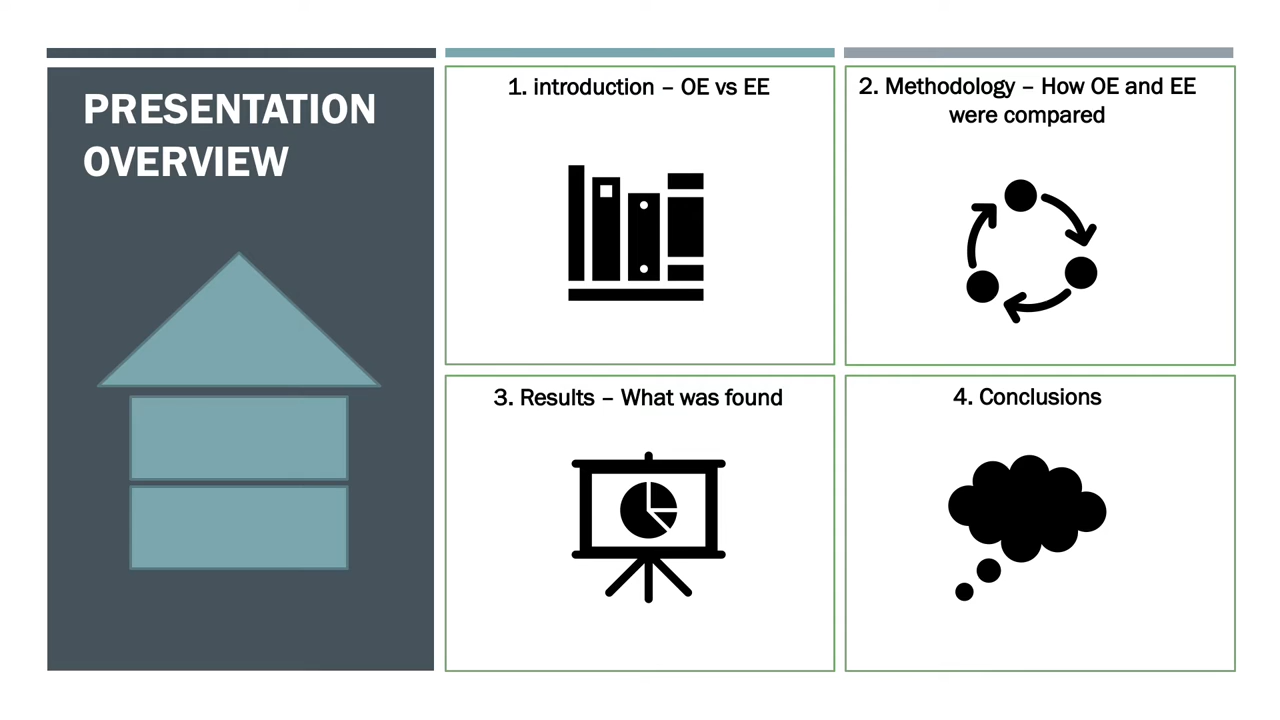 PRESENTATION
OVERVIEW
1. introduction – OE vs EE
2. Methodology – How OE and EE
were compared
3. Results – What was found
4. Conclusions